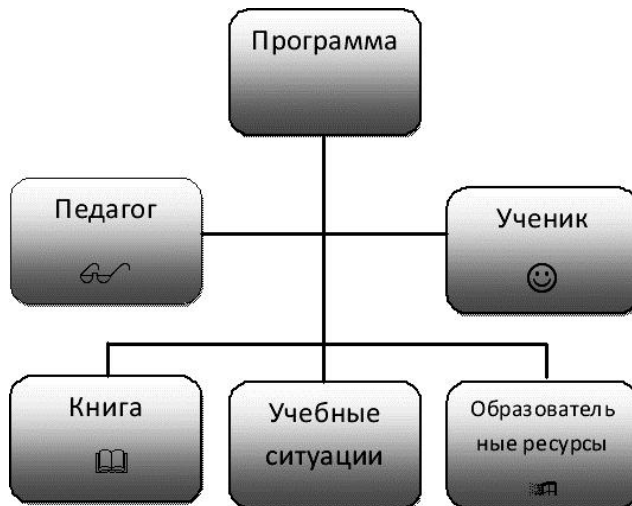 Программа
Педагог
Ученик
Книга
Учебные
ситуации
Образователь
ные ресурсы